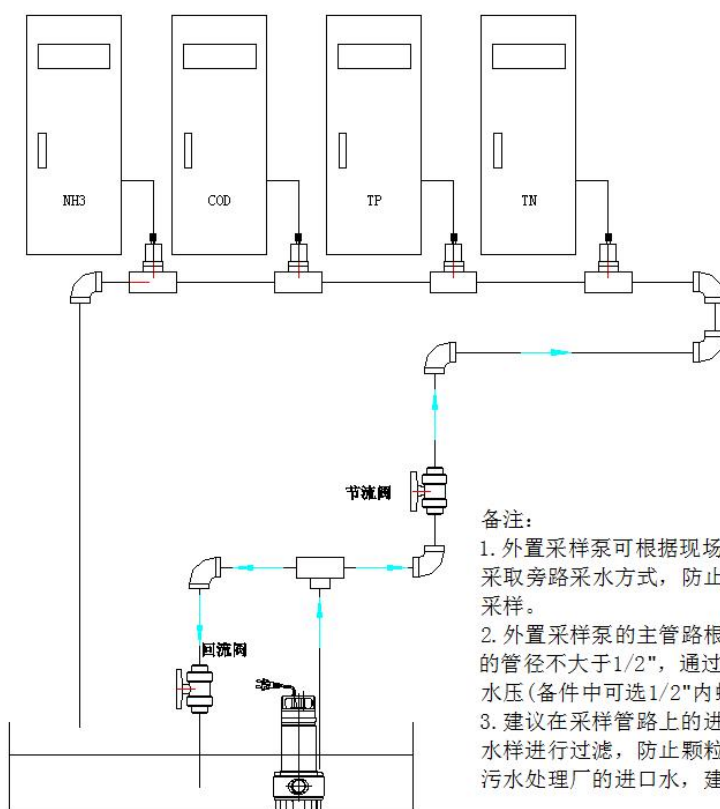 NH3
COD
TP
TN
节流阀
回流阀
备注：
1.外置采样泵可根据现场
采取旁路采水方式，防止
采样。
2.外置采样泵的主管路根
的管径不大于1/2"，通过
水压(备件中可选1/2"内
3.建议在采样管路上的进
水样进行过滤，防止颗粒
污水处理厂的进口水，建